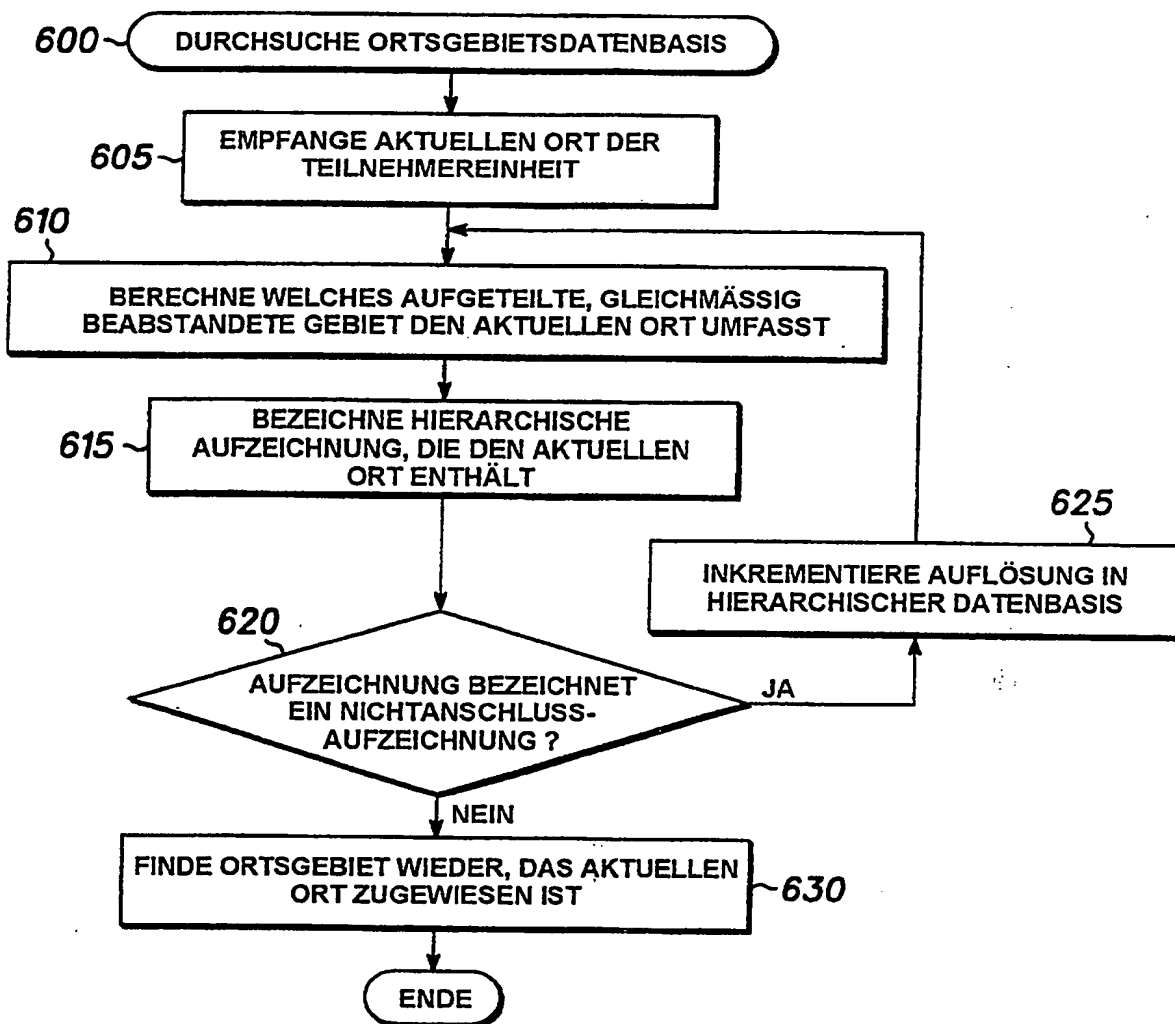 600
DURCHSUCHE ORTSGEBIETSDATENBASIS
605
EMPFANGE AKTUELLEN ORT DER
TEILNEHMEREINHEIT
610
BERECHNE WELCHES AUFGETEILTE, GLEICHMÄSSIG
BEABSTANDETE GEBIET DEN AKTUELLEN ORT UMFASST
615
BEZEICHNE HIERARCHISCHE
AUFZEICHNUNG, DIE DEN AKTUELLEN
ORT ENTHÄLT
625
INKREMENTIERE AUFLÖSUNG IN
HIERARCHISCHER DATENBASIS
620
AUFZEICHNUNG BEZEICHNET
EIN NICHTANSCHLUSS-
AUFZEICHNUNG ?
JA
NEIN
FINDE ORTSGEBIET WIEDER, DAS AKTUELLEN
ORT ZUGEWIESEN IST
630
ENDE